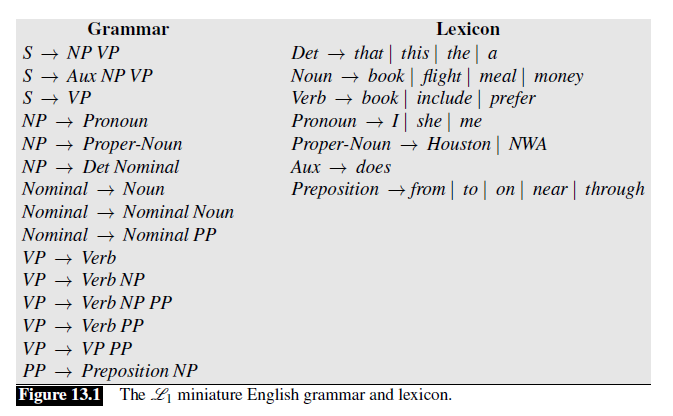 Grammar Lexicon
S → NP VP Det → that | this | the | a
S → Aux NP VP Noun → book | flight | meal | money
S → VP Verb → book | include | prefer
NP → Pronoun Pronoun → I | she | me
NP → Proper-Noun Proper-Noun → Houston | NWA
NP → Det Nominal Aux → does
Nominal → Noun Preposition → from | to | on | near | through
Nominal → Nominal Noun
Nominal → Nominal PP
VP → Verb
VP → Verb NP
VP → Verb NP PP
VP → Verb PP
VP → VP PP
PP → Preposition NP
Figure 13.1 The ℒ₁ miniature English grammar and lexicon.